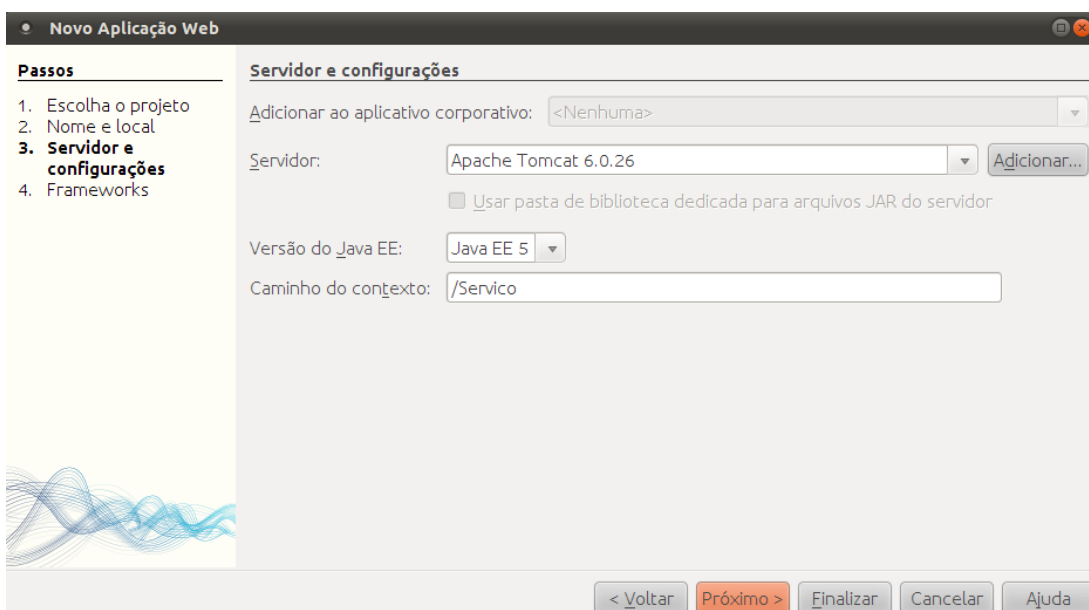 Novo Aplicação Web
Passos
1. Escolha o projeto
2. Nome e local
3. Servidor e
configurações
4. Frameworks
Servidor e configurações
Adicionar ao aplicativo corporativo: <Nenhuma>
Servidor: Apache Tomcat 6.0.26 Adicionar...
Usar pasta de biblioteca dedicada para arquivos JAR do servidor
Versão do Java EE: Java EE 5
Caminho do contexto: /Servico
< Voltar Próximo > Finalizar Cancelar Ajuda